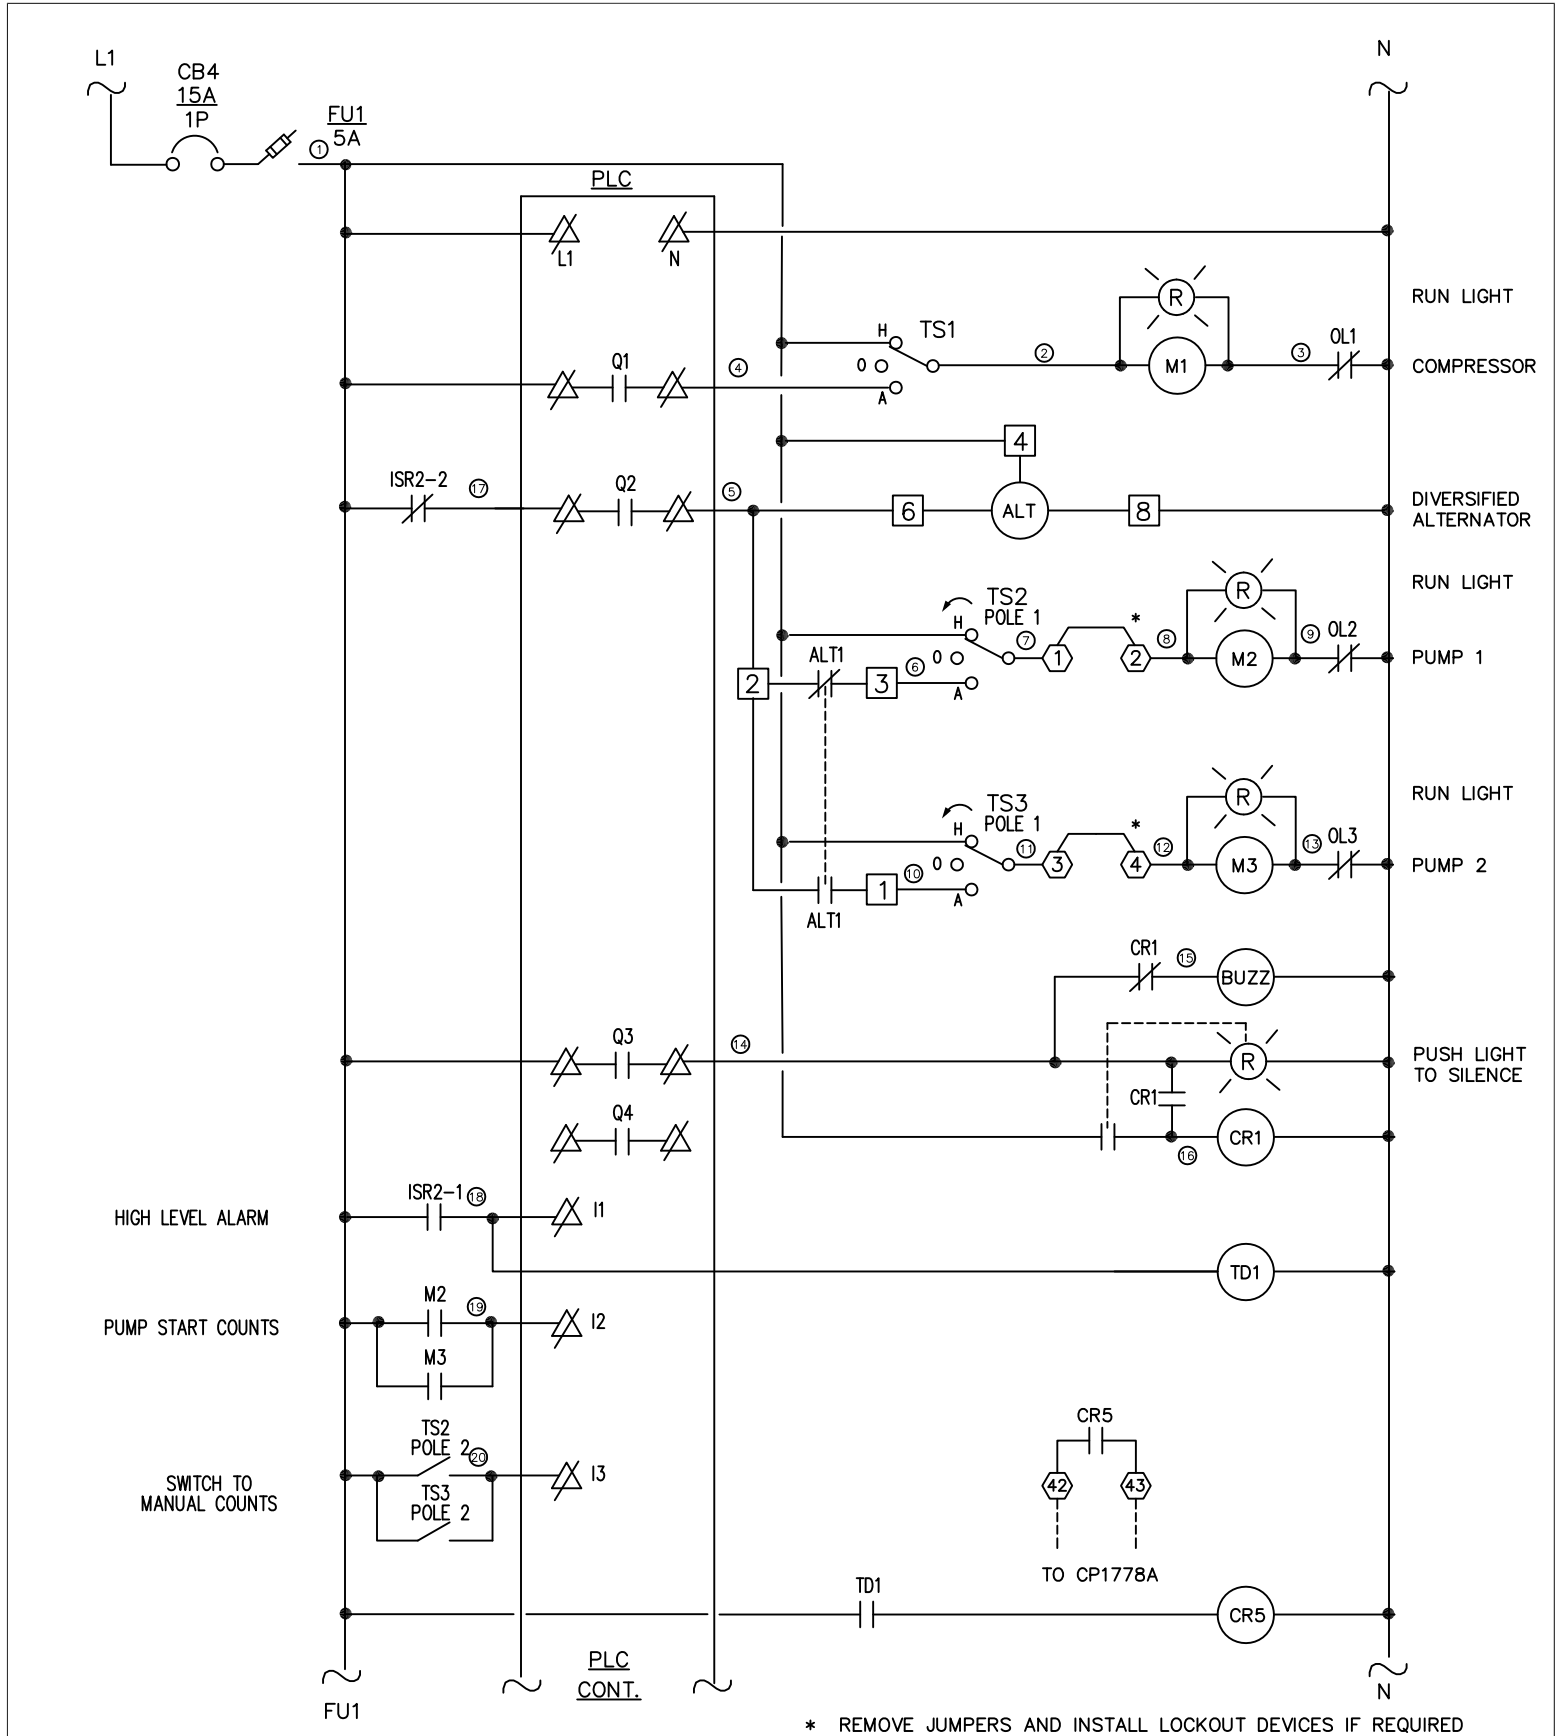 L1
N
CB4
15A
1P
FU1
5A
1
PLC
L1
N
R
RUN LIGHT
H
TS1
O
A
2
M1
3
OL1
COMPRESSOR
Q1
4
4
ISR2-2
17
Q2
5
6
ALT
8
DIVERSIFIED
ALTERNATOR
R
RUN LIGHT
TS2
POLE 1
H
O
A
7
1
*
2
8
M2
9
OL2
PUMP 1
2
ALT1
3
6
R
RUN LIGHT
TS3
POLE 1
H
O
A
11
3
*
4
12
M3
13
OL3
PUMP 2
ALT1
1
10
CR1
15
BUZZ
Q3
14
R
PUSH LIGHT
TO SILENCE
CR1
Q4
16
CR1
HIGH LEVEL ALARM
ISR2-1
18
I1
TD1
PUMP START COUNTS
M2
19
I2
M3
SWITCH TO
MANUAL COUNTS
TS2
POLE 2
20
I3
TS3
POLE 2
CR5
42
43
TO CP1778A
TD1
CR5
PLC
CONT.
FU1
N
* REMOVE JUMPERS AND INSTALL LOCKOUT DEVICES IF REQUIRED